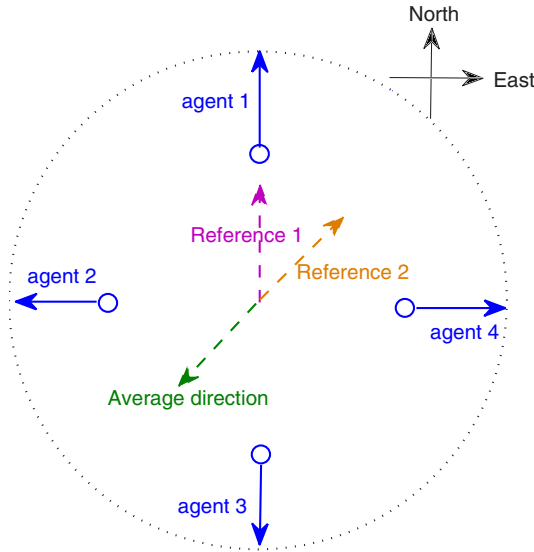 North
East
agent 1
Reference 1
agent 2
Reference 2
agent 4
Average direction
agent 3